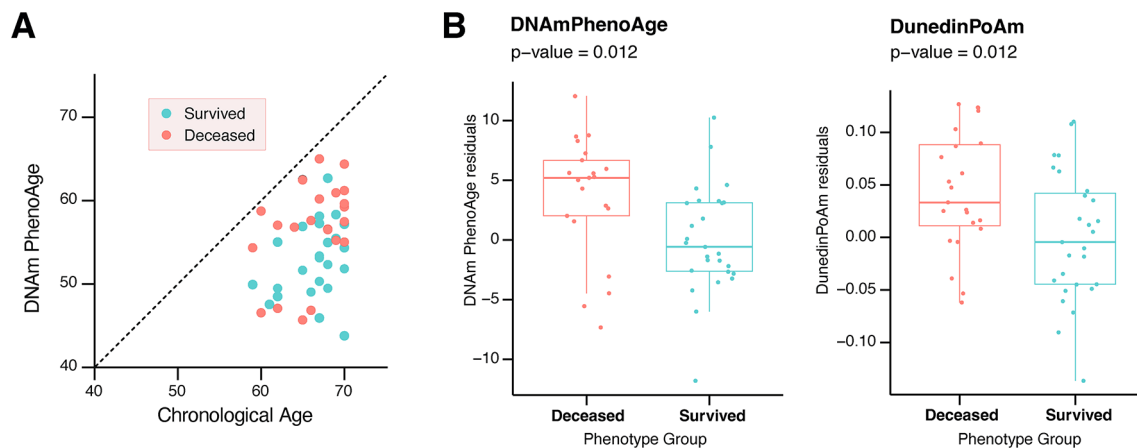 A
DNAm PhenoAge
70
60
50
40
Survived
Deceased
40
50
60
70
Chronological Age
B
DNAmPhenoAge
p−value = 0.012
DNAm PhenoAge residuals
10
5
0
−5
−10
Deceased
Survived
Phenotype Group
DunedinPoAm
p−value = 0.012
DunedinPoAm residuals
0.10
0.05
0.00
−0.05
−0.10
Deceased
Survived
Phenotype Group